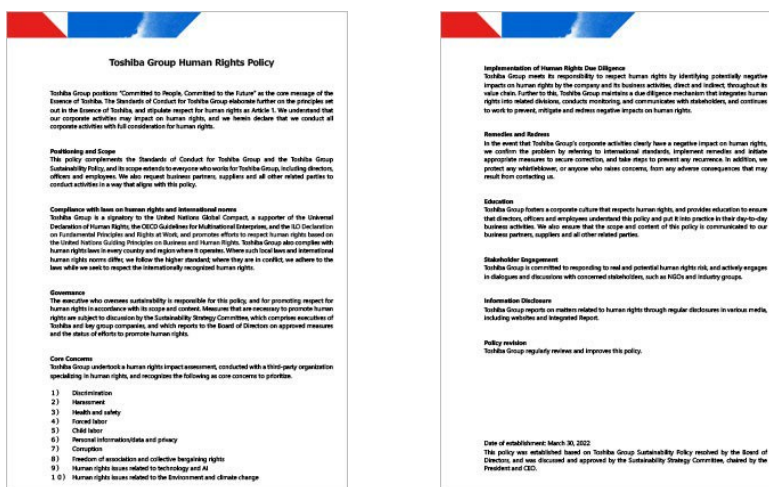 Toshiba Group Human Rights Policy
Toshiba Group positions "Committed to People, Committed to the Future" as the core message of the
Essence of Toshiba. The Standards of Conduct for Toshiba Group elaborate further on the principles set
out in the Essence of Toshiba, and stipulate respect for human rights as Article 1. We understand that
our corporate activities may impact on human rights, and we herein declare that we conduct all
corporate activities with full consideration for human rights.
Positioning and Scope
This policy complements the Standards of Conduct for Toshiba Group and the Toshiba Group
Sustainability Policy, and its scope extends to everyone who works for Toshiba Group, including directors,
officers and employees. We also request business partners, suppliers and all other related parties to
conduct activities in a way that aligns with this policy.
Compliance with laws on human rights and international norms
Toshiba Group is a signatory to the United Nations Global Compact, a supporter of the Universal
Declaration of Human Rights, the OECD Guidelines for Multinational Enterprises, and the ILO Declaration
on Fundamental Principles and Rights at Work, and promotes efforts to respect human rights based on
the United Nations Guiding Principles on Business and Human Rights. Toshiba Group also complies with
human rights laws in every country and region where it operates. Where such local laws and international
human rights norms differ, we follow the higher standard; where they are in conflict, we adhere to the
laws while we seek to respect the internationally recognized human rights.
Governance
The executive who oversees sustainability is responsible for this policy, and for promoting respect for
human rights in accordance with its scope and content. Measures that are necessary to promote human
rights are subject to discussion by the Sustainability Strategy Committee, which comprises executives of
Toshiba and key group companies, and which reports to the Board of Directors on approved measures
and the status of efforts to promote human rights.
Core Concerns
Toshiba Group undertook a human rights impact assessment, conducted with a third-party organization
specializing in human rights, and recognizes the following as core concerns to prioritize.
1) Discrimination
2) Harassment
3) Health and safety
4) Forced labor
5) Child labor
6) Personal information/data and privacy
7) Corruption
8) Freedom of association and collective bargaining rights
9) Human rights issues related to technology and AI
10) Human rights issues related to the Environment and climate change
Implementation of Human Rights Due Diligence
Toshiba Group meets its responsibility to respect human rights by identifying potentially negative
impacts on human rights by the company and its business activities, direct and indirect, throughout its
value chain. Further to this, Toshiba Group maintains a due diligence mechanism that integrates human
rights into related divisions, conducts monitoring, and communicates with stakeholders, and continues
to work to prevent, mitigate and redress negative impacts on human rights.
Remedies and Redress
In the event that Toshiba Group's corporate activities clearly have a negative impact on human rights,
we confirm the problem by referring to international standards, implement remedies and initiate
appropriate measures to secure correction, and take steps to prevent any recurrence. In addition, we
protect any whistleblower, or anyone who raises concerns, from any adverse consequences that may
result from contacting us.
Education
Toshiba Group fosters a corporate culture that respects human rights, and provides education to ensure
that directors, officers and employees understand this policy and put it into practice in their day-to-day
business activities. We also ensure that the scope and content of this policy is communicated to our
business partners, suppliers and all other related parties.
Stakeholder Engagement
Toshiba Group is committed to responding to real and potential human rights risk, and actively engages
in dialogues and discussions with concerned stakeholders, such as NGOs and industry groups.
Information Disclosure
Toshiba Group reports on matters related to human rights through regular disclosures in various media,
including websites and Integrated Report.
Policy revision
Toshiba Group regularly reviews and improves this policy.
Date of establishment: March 30, 2022
This policy was established based on Toshiba Group Sustainability Policy resolved by the Board of
Directors, and was discussed and approved by the Sustainability Strategy Committee, chaired by the
President and CEO.